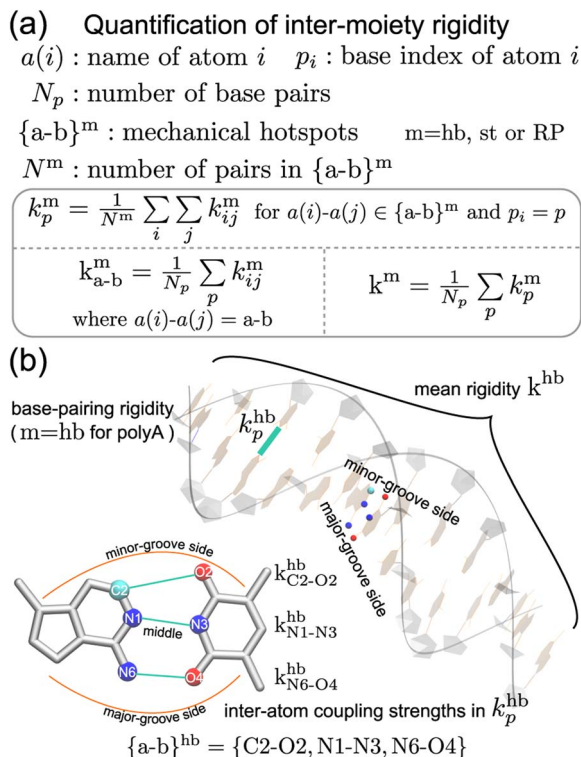 (a) Quantification of inter-moiety rigidity
a(i) : name of atom i p_i : base index of atom i
N_p : number of base pairs
{a-b}^m : mechanical hotspots m=hb, st or RP
N^m : number of pairs in {a-b}^m
k_p^m = 1/N^m ∑_i ∑_j k_ij^m for a(i)-a(j) ∈ {a-b}^m and p_i = p
k_a-b^m = 1/N_p ∑_p k_ij^m
where a(i)-a(j) = a-b
k^m = 1/N_p ∑_p k_p^m
(b)
mean rigidity k^hb
base-pairing rigidity
(m=hb for polyA)
k_p^hb
minor-groove side
major-groove side
minor-groove side
C2
O2
k_C2-O2^hb
N1
middle
N3
k_N1-N3^hb
N6
O4
k_N6-O4^hb
major-groove side
inter-atom coupling strengths in k_p^hb
{a-b}^hb = {C2-O2, N1-N3, N6-O4}